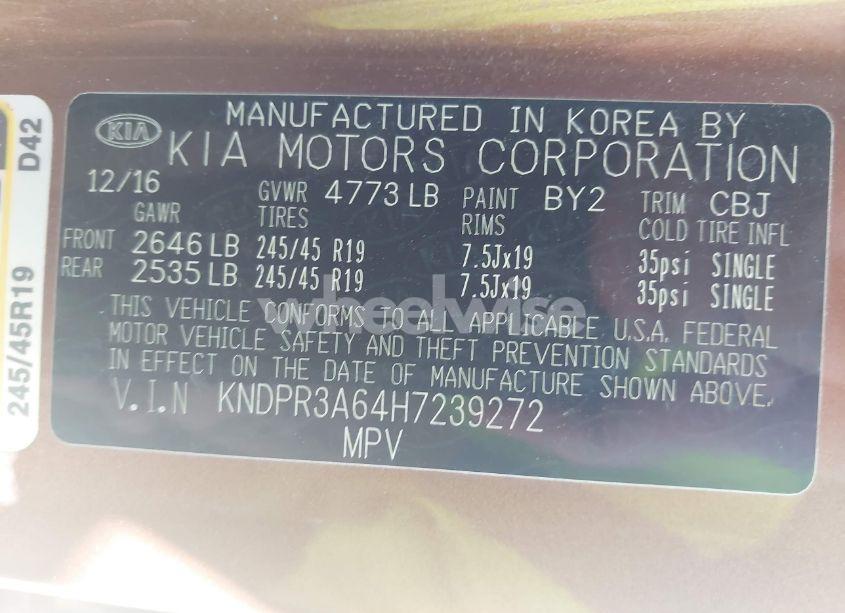 MANUFACTURED IN KOREA BY
KIA KIA MOTORS CORPORATION
12/16 GVWR 4773 LB PAINT BY2 TRIM CBJ
GAWR TIRES RIMS COLD TIRE INFL
FRONT 2646 LB 245/45 R19 7.5Jx19 35psi SINGLE
REAR 2535 LB 245/45 R19 7.5Jx19 35psi SINGLE
THIS VEHICLE CONFORMS TO ALL APPLICABLE U.S.A. FEDERAL
MOTOR VEHICLE SAFETY AND THEFT PREVENTION STANDARDS
IN EFFECT ON THE DATE OF MANUFACTURE SHOWN ABOVE.
V.I.N KNDPR3A64H7239272
MPV
245/45R19 D42
wheelwise